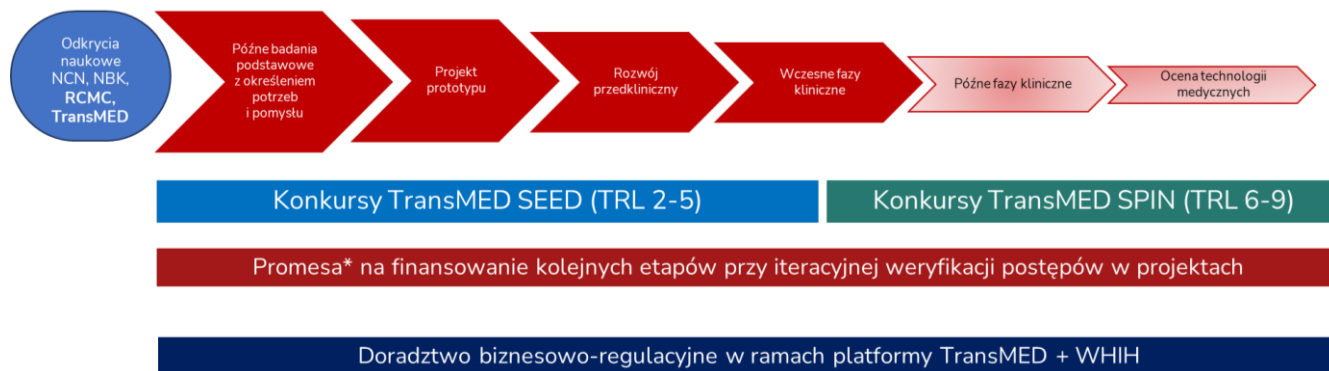 Odkrycia
naukowe
NCN, NBK,
RCMC,
TransMED
Późne badania
podstawowe
z określeniem
potrzeb
i pomysłu
Projekt
prototypu
Rozwój
przedkliniczny
Wczesne fazy
kliniczne
Późne fazy kliniczne
Ocena technologii
medycznych
Konkursy TransMED SEED (TRL 2-5)
Konkursy TransMED SPIN (TRL 6-9)
Promesa* na finansowanie kolejnych etapów przy iteracyjnej weryfikacji postępów w projektach
Doradztwo biznesowo-regulacyjne w ramach platformy TransMED + WHIH